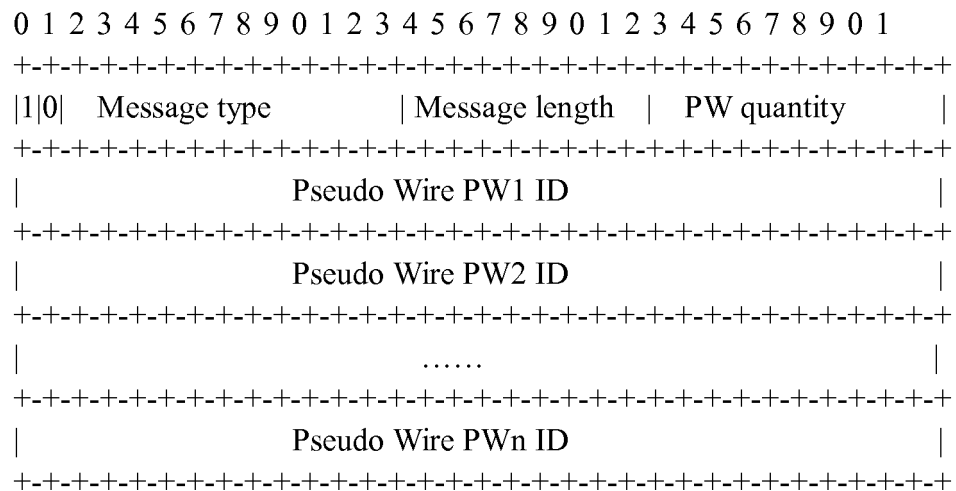 0 1 2 3 4 5 6 7 8 9 0 1 2 3 4 5 6 7 8 9 0 1 2 3 4 5 6 7 8 9 0 1
+-+-+-+-+-+-+-+-+-+-+-+-+-+-+-+-+-+-+-+-+-+-+-+-+-+-+-+-+-+-+-+-+
|1|0| Message type | Message length | PW quantity |
+-+-+-+-+-+-+-+-+-+-+-+-+-+-+-+-+-+-+-+-+-+-+-+-+-+-+-+-+-+-+-+-+
| Pseudo Wire PW1 ID |
+-+-+-+-+-+-+-+-+-+-+-+-+-+-+-+-+-+-+-+-+-+-+-+-+-+-+-+-+-+-+-+-+
| Pseudo Wire PW2 ID |
+-+-+-+-+-+-+-+-+-+-+-+-+-+-+-+-+-+-+-+-+-+-+-+-+-+-+-+-+-+-+-+-+
| ...... |
+-+-+-+-+-+-+-+-+-+-+-+-+-+-+-+-+-+-+-+-+-+-+-+-+-+-+-+-+-+-+-+-+
| Pseudo Wire PWn ID |
+-+-+-+-+-+-+-+-+-+-+-+-+-+-+-+-+-+-+-+-+-+-+-+-+-+-+-+-+-+-+-+-+